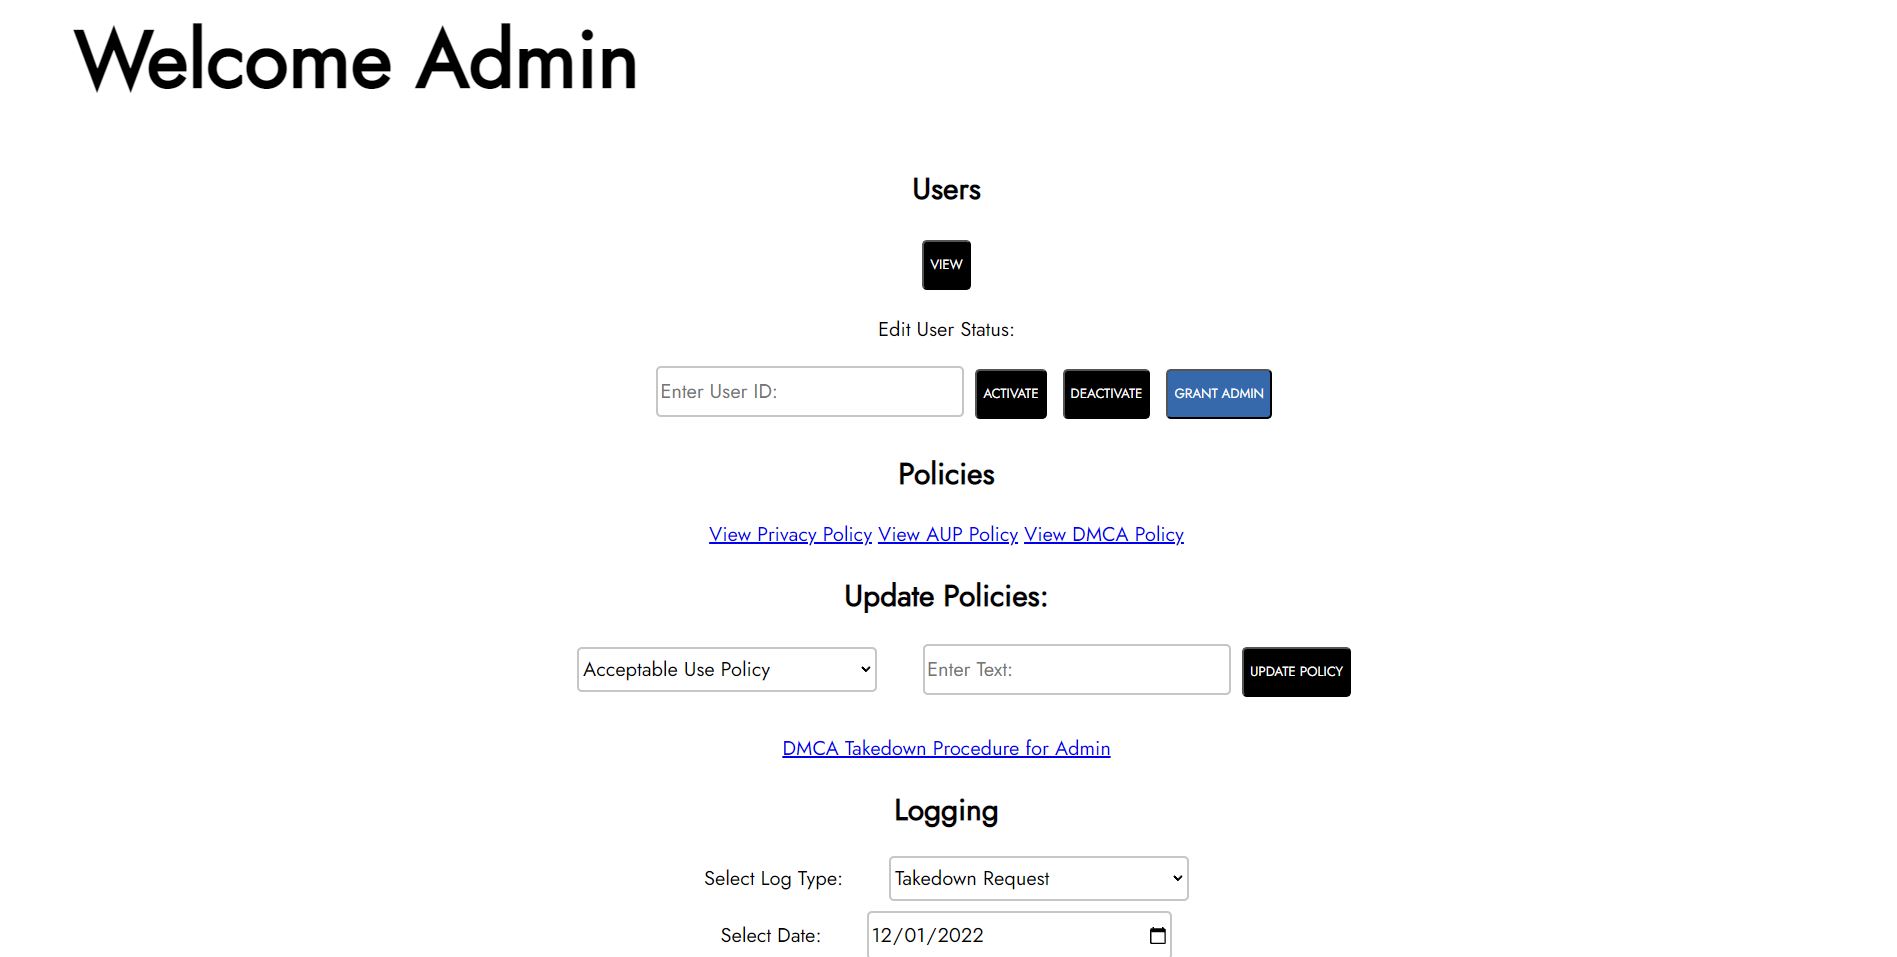 Welcome Admin
Users
VIEW
Edit User Status:
Enter User ID: ACTIVATE DEACTIVATE GRANT ADMIN
Policies
View Privacy Policy View AUP Policy View DMCA Policy
Update Policies:
Acceptable Use Policy Enter Text: UPDATE POLICY
DMCA Takedown Procedure for Admin
Logging
Select Log Type: Takedown Request
Select Date: 12/01/2022